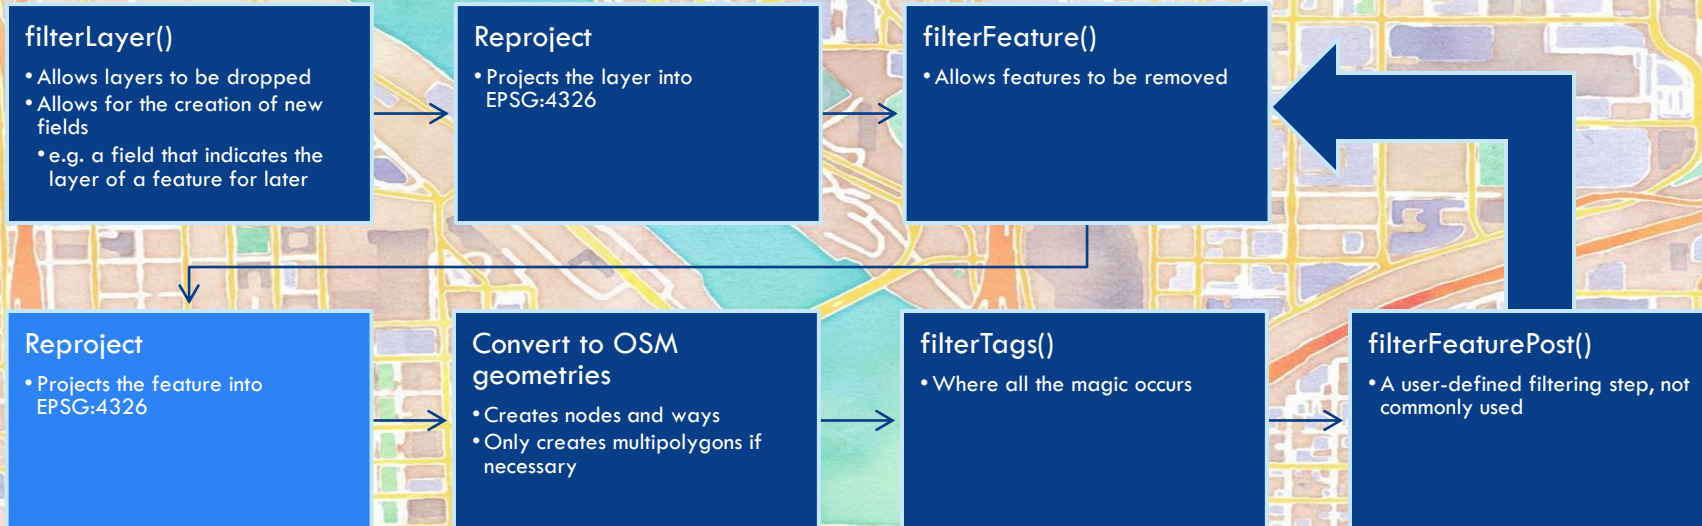 filterLayer()
•Allows layers to be dropped
•Allows for the creation of new
fields
•e.g. a field that indicates the
layer of a feature for later
Reproject
•Projects the layer into
EPSG:4326
filterFeature()
•Allows features to be removed
Reproject
•Projects the feature into
EPSG:4326
Convert to OSM
geometries
•Creates nodes and ways
•Only creates multipolygons if
necessary
filterTags()
•Where all the magic occurs
filterFeaturePost()
•A user-defined filtering step, not
commonly used